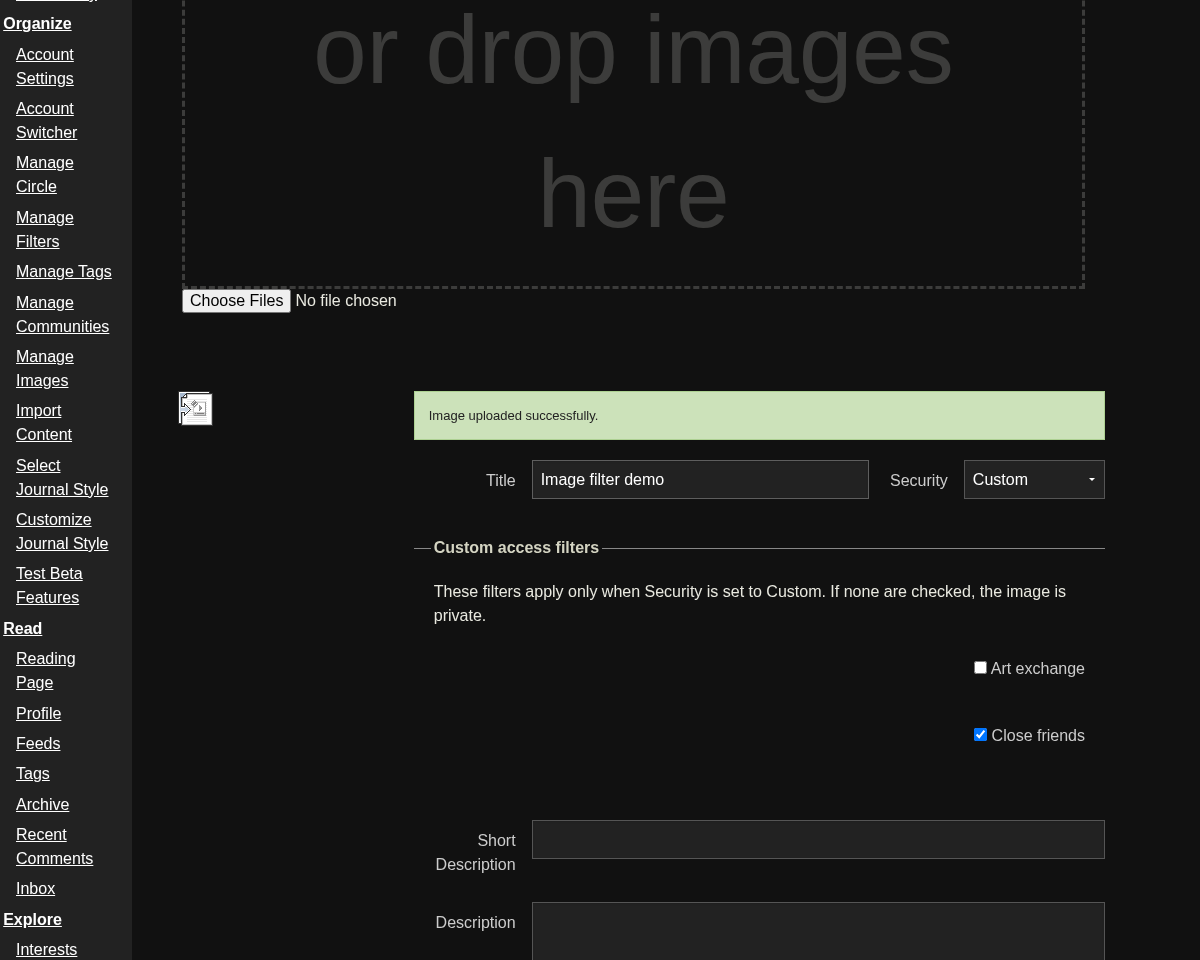 Organize
Account
Settings
Account
Switcher
Manage
Circle
Manage
Filters
Manage Tags
Manage
Communities
Manage
Images
Import
Content
Select
Journal Style
Customize
Journal Style
Test Beta
Features
Read
Reading
Page
Profile
Feeds
Tags
Archive
Recent
Comments
Inbox
Explore
Interests
or drop images
here
Choose Files No file chosen
Image uploaded successfully.
Title Image filter demo Security Custom
Custom access filters
These filters apply only when Security is set to Custom. If none are checked, the image is
private.
Art exchange
Close friends
Short
Description
Description